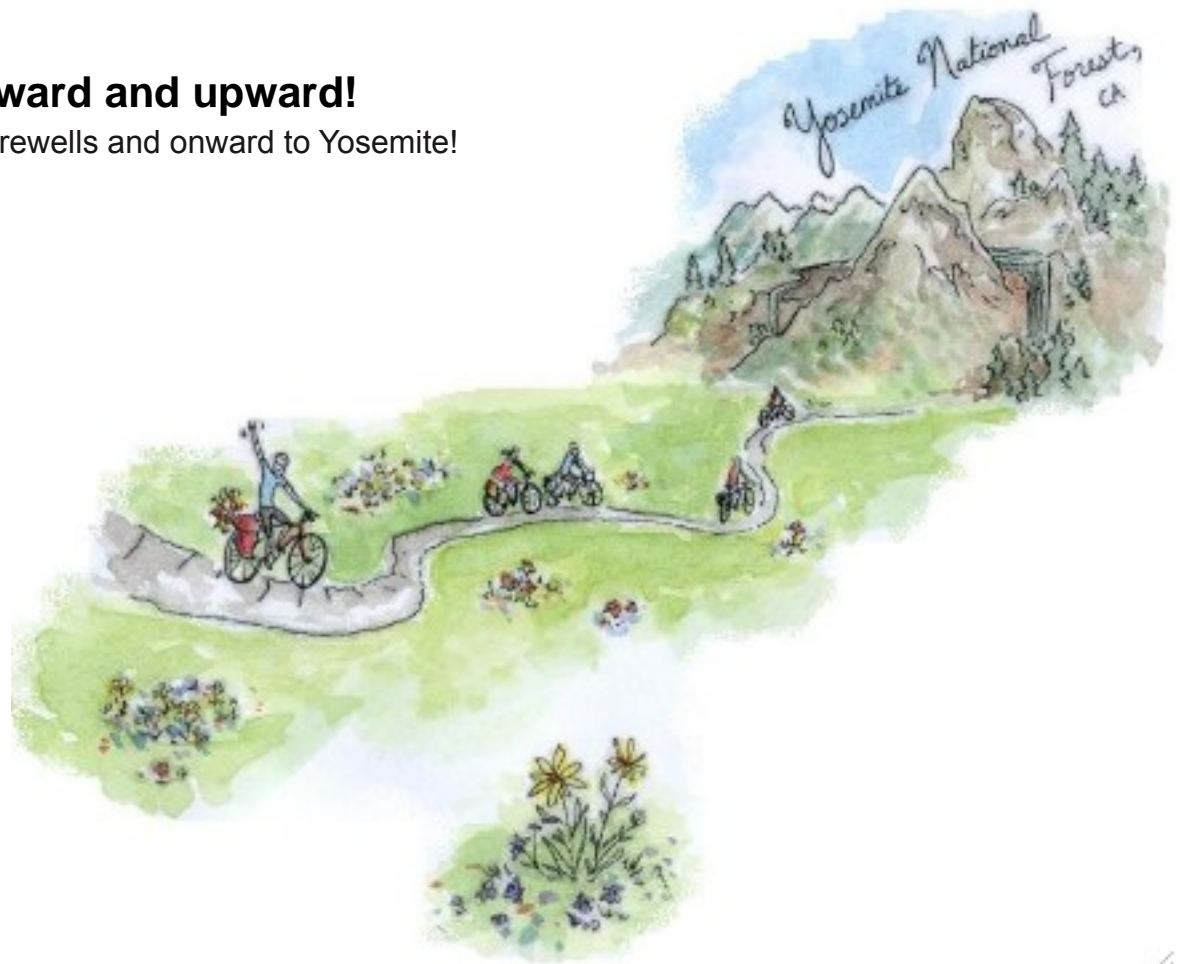 ward and upward!
rewells and onward to Yosemite!
Yosemite National
Forest,
CA